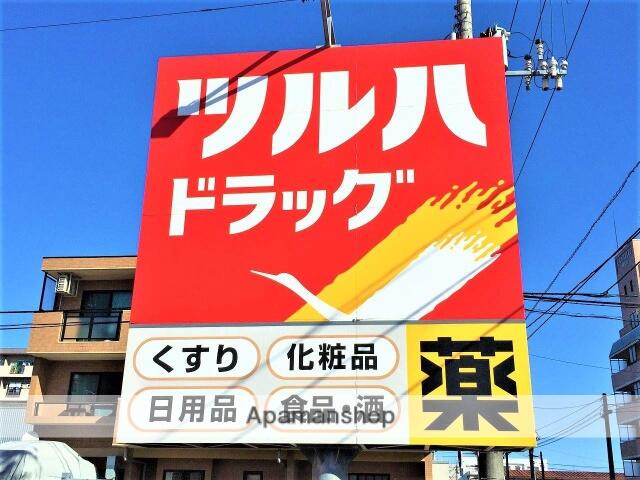 ツルハ
ドラッグ
くすり 化粧品
日用品 食品・酒
薬
Apamanshop